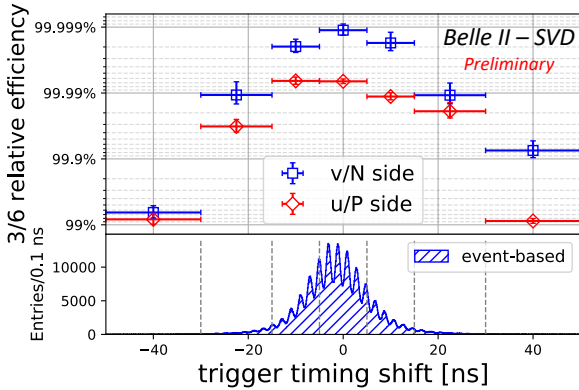 99.999%
99.99%
99.9%
99%
3/6 relative efficiency
Belle II – SVD
Preliminary
v/N side
u/P side
10000
5000
0
Entries/0.1 ns
event-based
−40
−20
0
20
40
trigger timing shift [ns]